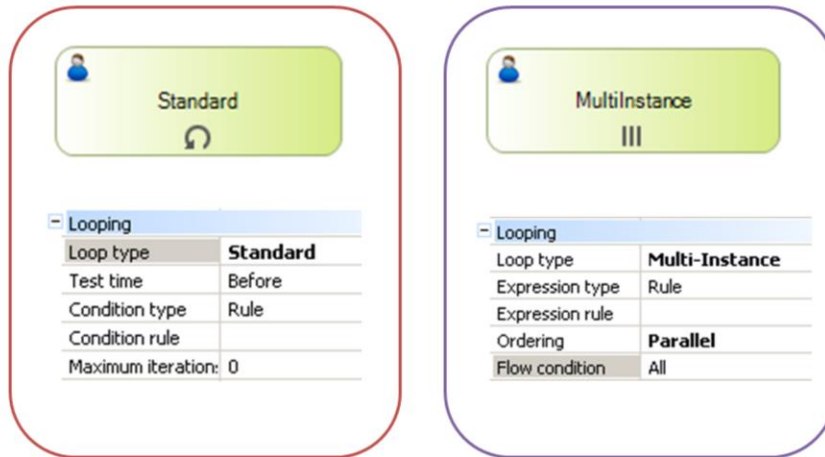 Standard
Looping
Loop type Standard
Test time Before
Condition type Rule
Condition rule
Maximum iteration: 0
MultiInstance
Looping
Loop type Multi-Instance
Expression type Rule
Expression rule
Ordering Parallel
Flow condition All